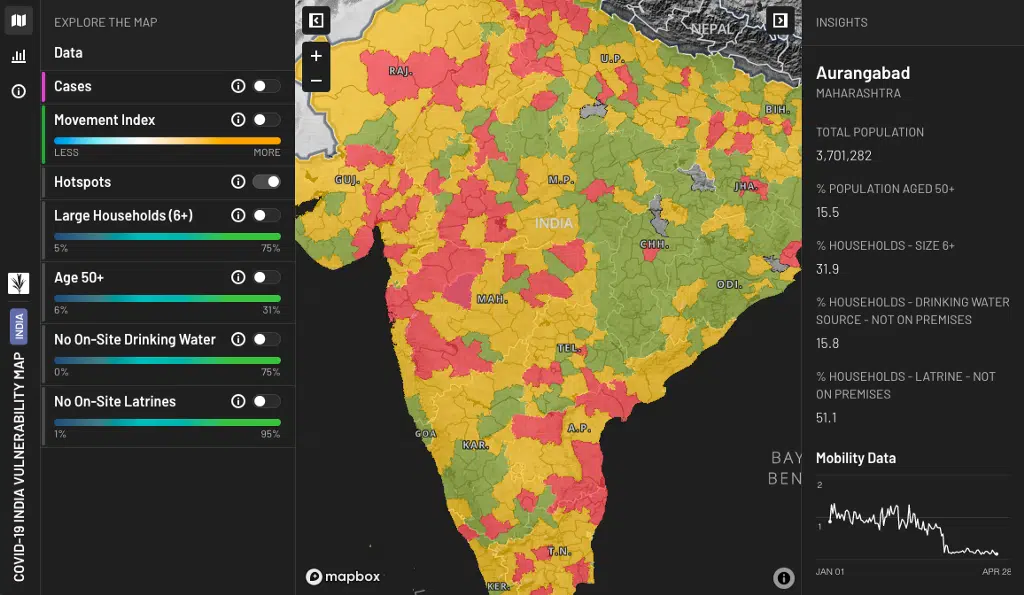 EXPLORE THE MAP
Data
Cases
Movement Index
LESS
MORE
Hotspots
Large Households (6+)
5%
75%
Age 50+
6%
31%
No On-Site Drinking Water
0%
75%
No On-Site Latrines
1%
95%
COVID-19 INDIA VULNERABILITY MAP
INDIA
+
−
NEPAL
RAJ.
U.P.
BIH.
GUJ.
M.P.
JHA.
INDIA
CHH.
ODI.
MAH.
TEL.
GOA
KAR.
A.P.
BAY
BEN
T.N.
KER.
mapbox
INSIGHTS
Aurangabad
MAHARASHTRA
TOTAL POPULATION
3,701,282
% POPULATION AGED 50+
15.5
% HOUSEHOLDS - SIZE 6+
31.9
% HOUSEHOLDS - DRINKING WATER
SOURCE - NOT ON PREMISES
15.8
% HOUSEHOLDS - LATRINE - NOT
ON PREMISES
51.1
Mobility Data
2
1
JAN 01
APR 28